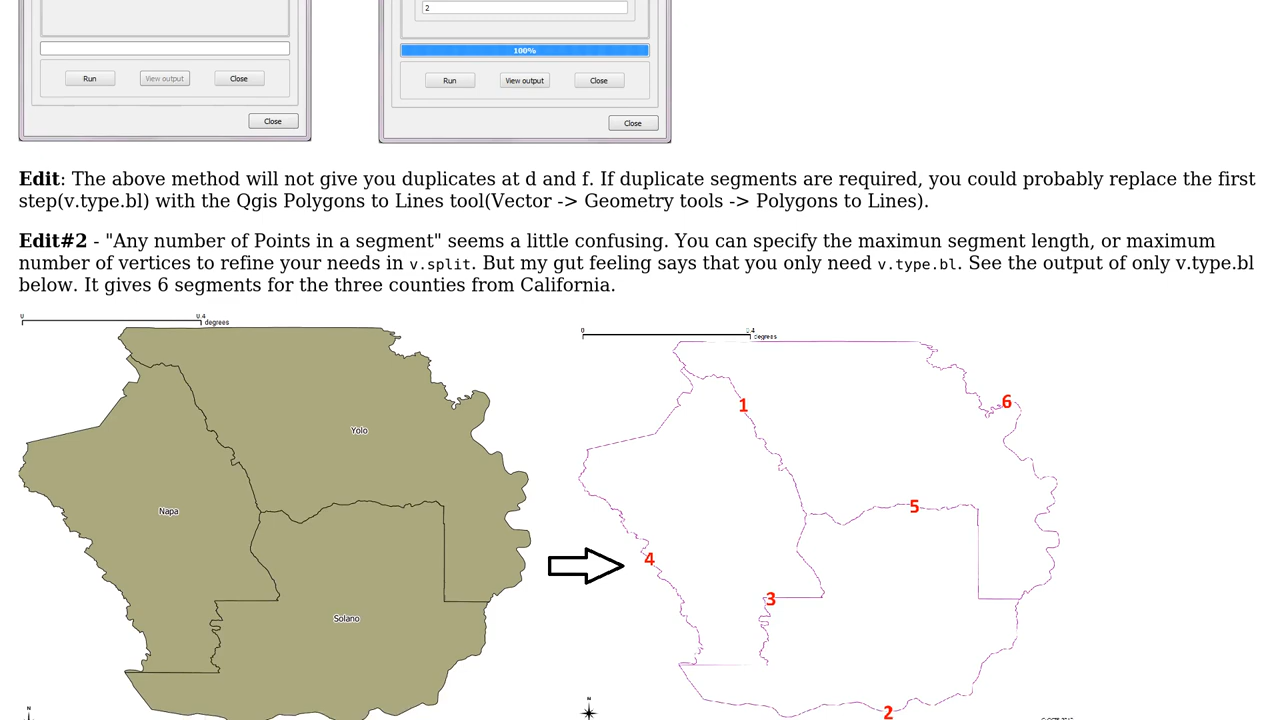 2
100%
Run View output Close
Run View output Close
Close
Close
Edit: The above method will not give you duplicates at d and f. If duplicate segments are required, you could probably replace the first
step(v.type.bl) with the Qgis Polygons to Lines tool(Vector -> Geometry tools -> Polygons to Lines).
Edit#2 - "Any number of Points in a segment" seems a little confusing. You can specify the maximun segment length, or maximum
number of vertices to refine your needs in v.split. But my gut feeling says that you only need v.type.bl. See the output of only v.type.bl
below. It gives 6 segments for the three counties from California.
0 0.4 degrees
0 0.4 degrees
1
6
Yolo
Napa
5
4
3
Solano
N
N
2